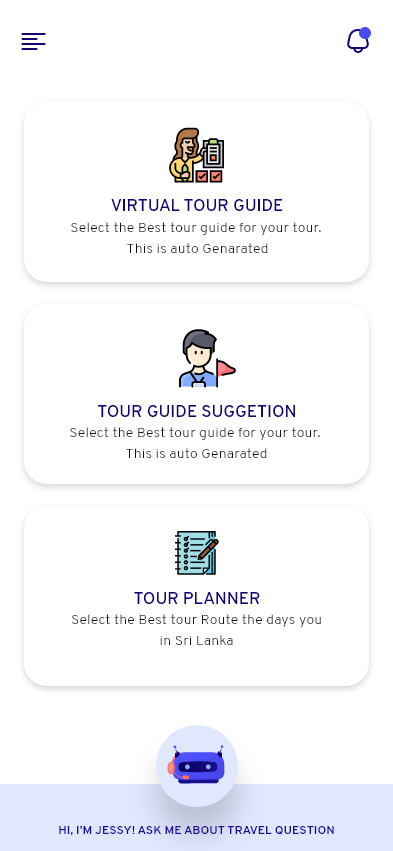 VIRTUAL TOUR GUIDE
Select the Best tour guide for your tour.
This is auto Genarated
TOUR GUIDE SUGGETION
Select the Best tour guide for your tour.
This is auto Genarated
TOUR PLANNER
Select the Best tour Route the days you
in Sri Lanka
HI, I'M JESSY! ASK ME ABOUT TRAVEL QUESTION